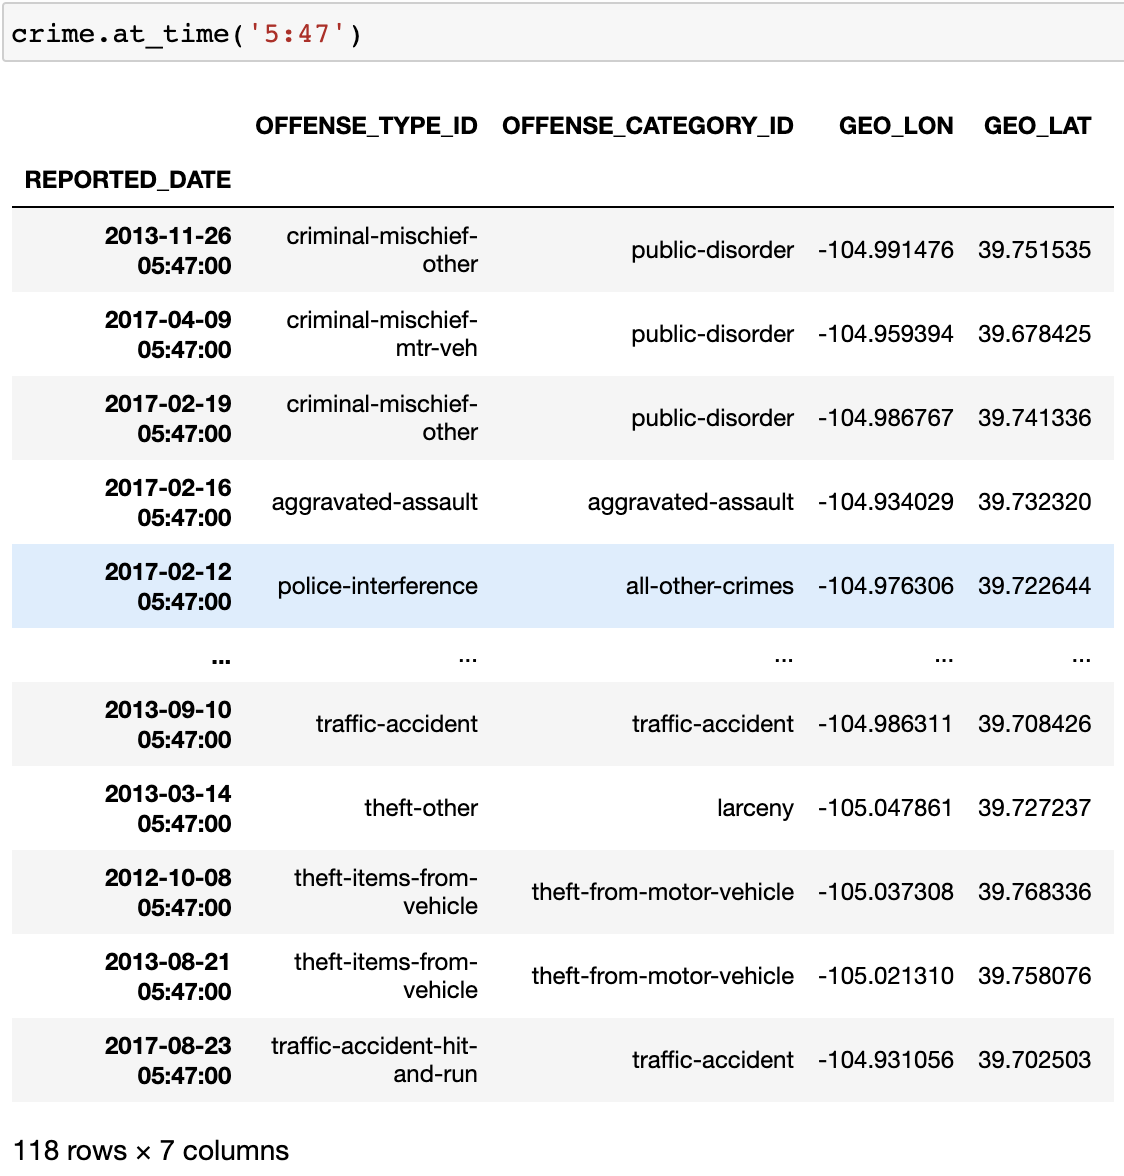 crime.at_time('5:47')
OFFENSE_TYPE_ID OFFENSE_CATEGORY_ID GEO_LON GEO_LAT
REPORTED_DATE
2013-11-26 05:47:00 criminal-mischief-other public-disorder -104.991476 39.751535
2017-04-09 05:47:00 criminal-mischief-mtr-veh public-disorder -104.959394 39.678425
2017-02-19 05:47:00 criminal-mischief-other public-disorder -104.986767 39.741336
2017-02-16 05:47:00 aggravated-assault aggravated-assault -104.934029 39.732320
2017-02-12 05:47:00 police-interference all-other-crimes -104.976306 39.722644
... ... ... ... ...
2013-09-10 05:47:00 traffic-accident traffic-accident -104.986311 39.708426
2013-03-14 05:47:00 theft-other larceny -105.047861 39.727237
2012-10-08 05:47:00 theft-items-from-vehicle theft-from-motor-vehicle -105.037308 39.768336
2013-08-21 05:47:00 theft-items-from-vehicle theft-from-motor-vehicle -105.021310 39.758076
2017-08-23 05:47:00 traffic-accident-hit-and-run traffic-accident -104.931056 39.702503
118 rows × 7 columns